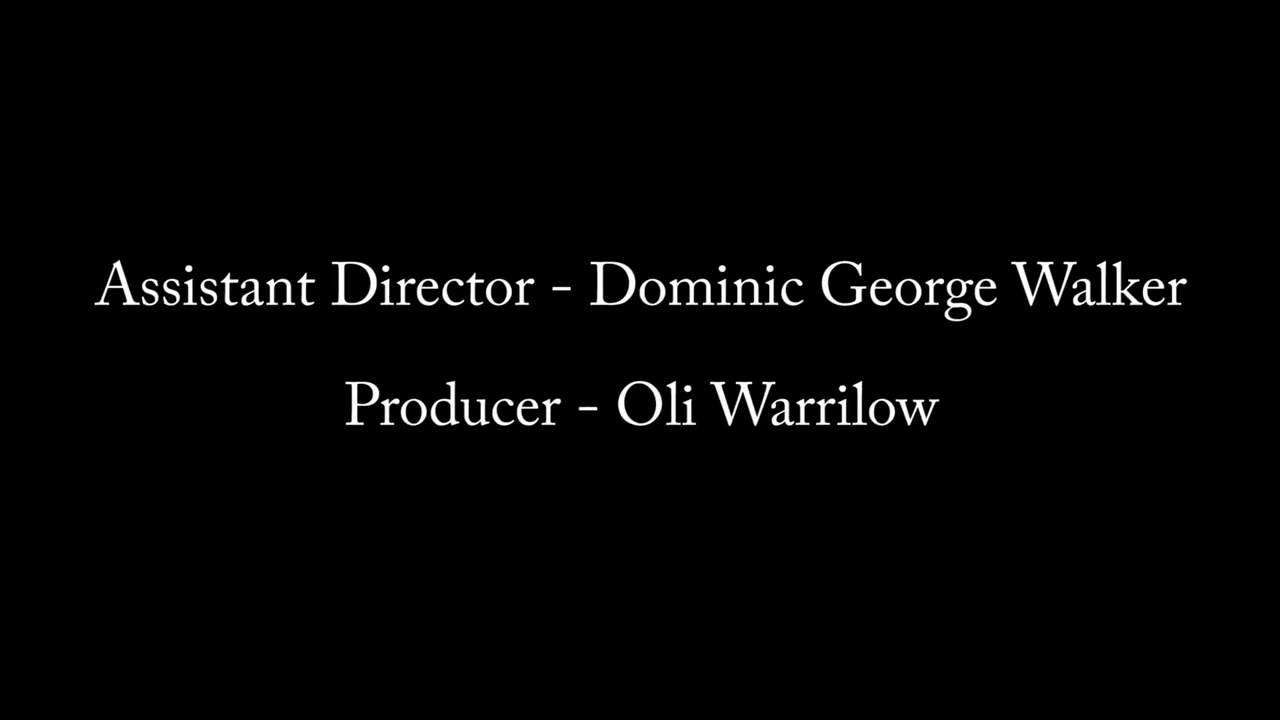 Assistant Director - Dominic George Walker
Producer - Oli Warrilow